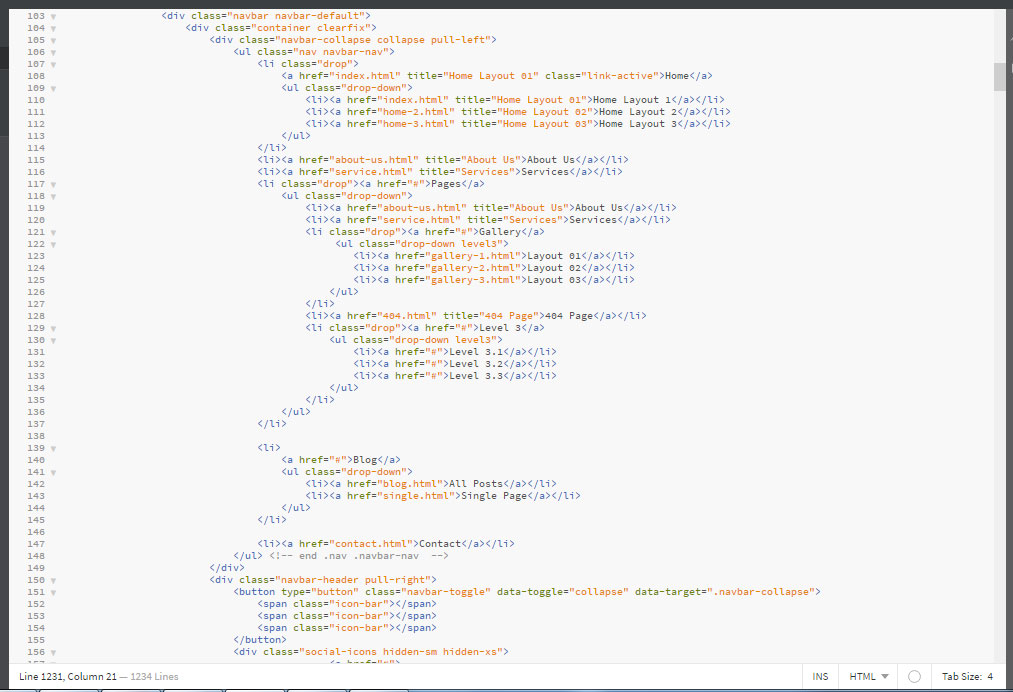 103 <div class="navbar navbar-default">
104 <div class="container clearfix">
105 <div class="navbar-collapse collapse pull-left">
106 <ul class="nav navbar-nav">
107 <li class="drop">
108 <a href="index.html" title="Home Layout 01" class="link-active">Home</a>
109 <ul class="drop-down">
110 <li><a href="index.html" title="Home Layout 01">Home Layout 1</a></li>
111 <li><a href="home-2.html" title="Home Layout 02">Home Layout 2</a></li>
112 <li><a href="home-3.html" title="Home Layout 03">Home Layout 3</a></li>
113 </ul>
114 </li>
115 <li><a href="about-us.html" title="About Us">About Us</a></li>
116 <li><a href="service.html" title="Services">Services</a></li>
117 <li class="drop"><a href="#">Pages</a>
118 <ul class="drop-down">
119 <li><a href="about-us.html" title="About Us">About Us</a></li>
120 <li><a href="service.html" title="Services">Services</a></li>
121 <li class="drop"><a href="#">Gallery</a>
122 <ul class="drop-down level3">
123 <li><a href="gallery-1.html">Layout 01</a></li>
124 <li><a href="gallery-2.html">Layout 02</a></li>
125 <li><a href="gallery-3.html">Layout 03</a></li>
126 </ul>
127 </li>
128 <li><a href="404.html" title="404 Page">404 Page</a></li>
129 <li class="drop"><a href="#">Level 3</a>
130 <ul class="drop-down level3">
131 <li><a href="#">Level 3.1</a></li>
132 <li><a href="#">Level 3.2</a></li>
133 <li><a href="#">Level 3.3</a></li>
134 </ul>
135 </li>
136 </ul>
137 </li>
138
139 <li>
140 <a href="#">Blog</a>
141 <ul class="drop-down">
142 <li><a href="blog.html">All Posts</a></li>
143 <li><a href="single.html">Single Page</a></li>
144 </ul>
145 </li>
146
147 <li><a href="contact.html">Contact</a></li>
148 </ul> <!-- end .nav .navbar-nav  -->
149 </div>
150 <div class="navbar-header pull-right">
151 <button type="button" class="navbar-toggle" data-toggle="collapse" data-target=".navbar-collapse">
152 <span class="icon-bar"></span>
153 <span class="icon-bar"></span>
154 <span class="icon-bar"></span>
155 </button>
156 <div class="social-icons hidden-sm hidden-xs">
Line 1231, Column 21 — 1234 Lines INS HTML Tab Size: 4